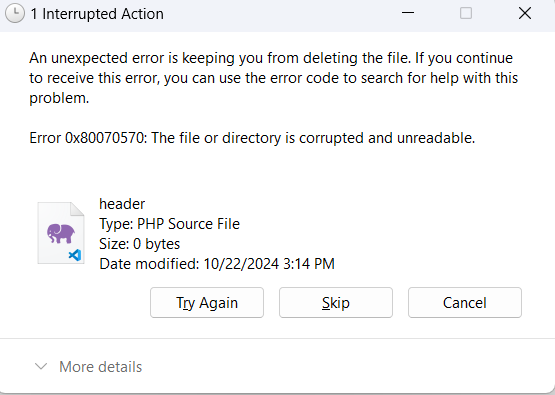 1 Interrupted Action
An unexpected error is keeping you from deleting the file. If you continue
to receive this error, you can use the error code to search for help with this
problem.
Error 0x80070570: The file or directory is corrupted and unreadable.
header
Type: PHP Source File
Size: 0 bytes
Date modified: 10/22/2024 3:14 PM
Try Again Skip Cancel
More details